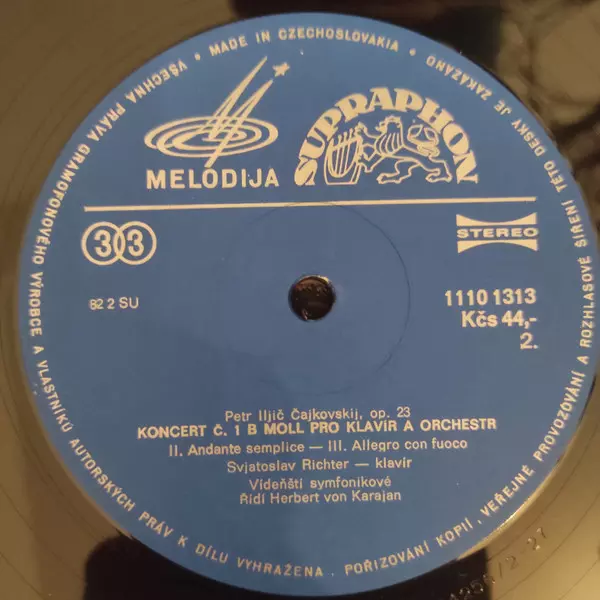 VŠECHNA PRÁVA GRAMOFONOVÉHO VÝROBCE A VLASTNÍKŮ AUTORSKÝCH PRÁV K DÍLU VYHRAŽENA. POŘIZOVÁNÍ KOPIÍ, VEŘEJNÉ PROVOZOVÁNÍ A ROZHLASOVÉ ŠÍŘENÍ TÉTO DESKY JE ZAKÁZÁNO
• MADE IN CZECHOSLOVAKIA •
MELODIJA
SUPRAPHON
33
STEREO
82 2 SU
1110 1313
Kčs 44,-
2.
Petr Iljič Čajkovskij, op. 23
KONCERT Č. 1 B MOLL PRO KLAVÍR A ORCHESTR
II. Andante semplice — III. Allegro con fuoco
Svjatoslav Richter — klavír
Vídeňští symfonikové
Řídí Herbert von Karajan